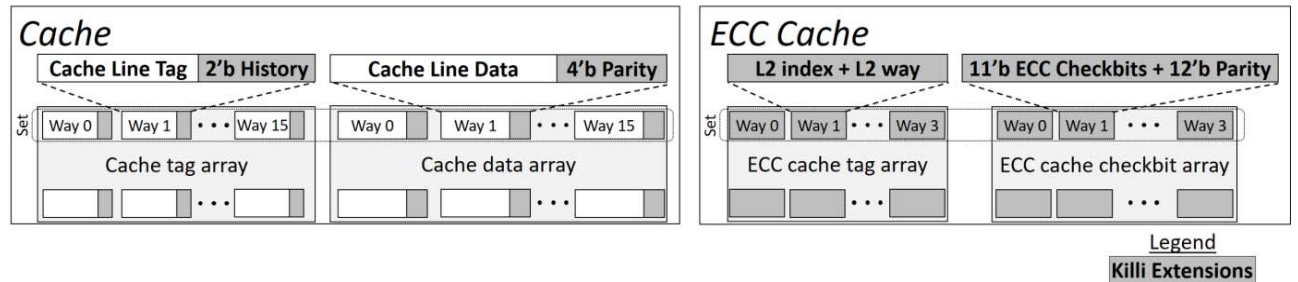 Cache
Cache Line Tag 2'b History
Cache Line Data 4'b Parity
Set
Way 0 Way 1 ••• Way 15
Way 0 Way 1 ••• Way 15
Cache tag array
Cache data array
•••
•••
ECC Cache
L2 index + L2 way
11'b ECC Checkbits + 12'b Parity
Set
Way 0 Way 1 ••• Way 3
Way 0 Way 1 ••• Way 3
ECC cache tag array
ECC cache checkbit array
•••
•••
Legend
Killi Extensions